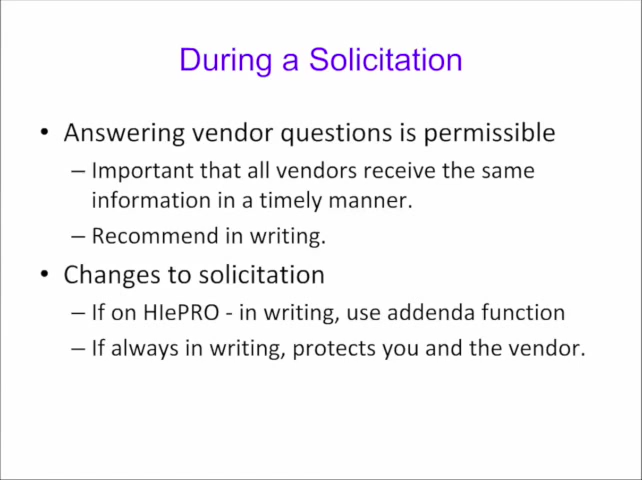 During a Solicitation
• Answering vendor questions is permissible
– Important that all vendors receive the same
information in a timely manner.
– Recommend in writing.
• Changes to solicitation
– If on HIePRO - in writing, use addenda function
– If always in writing, protects you and the vendor.